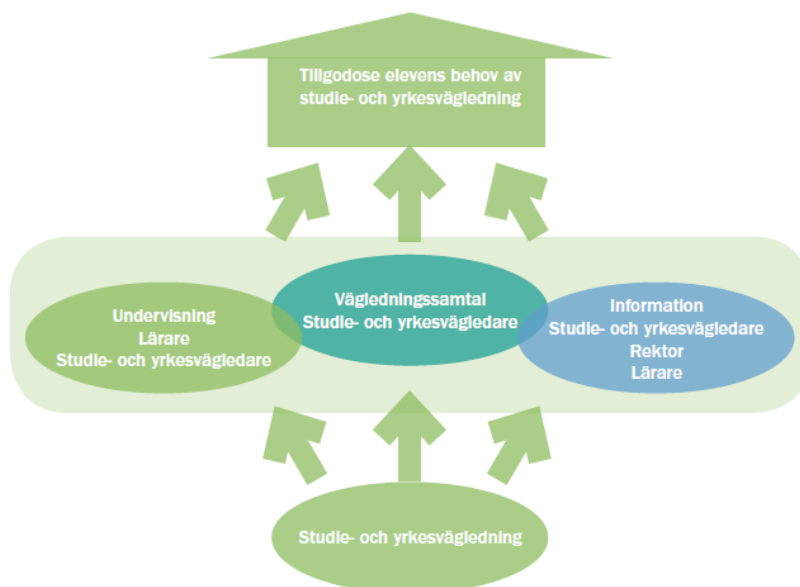 Tillgodose elevens behov av
studie- och yrkesvägledning
Vägledningssamtal
Studie- och yrkesvägledare
Undervisning
Lärare
Studie- och yrkesvägledare
Information
Studie- och yrkesvägledare
Rektor
Lärare
Studie- och yrkesvägledning